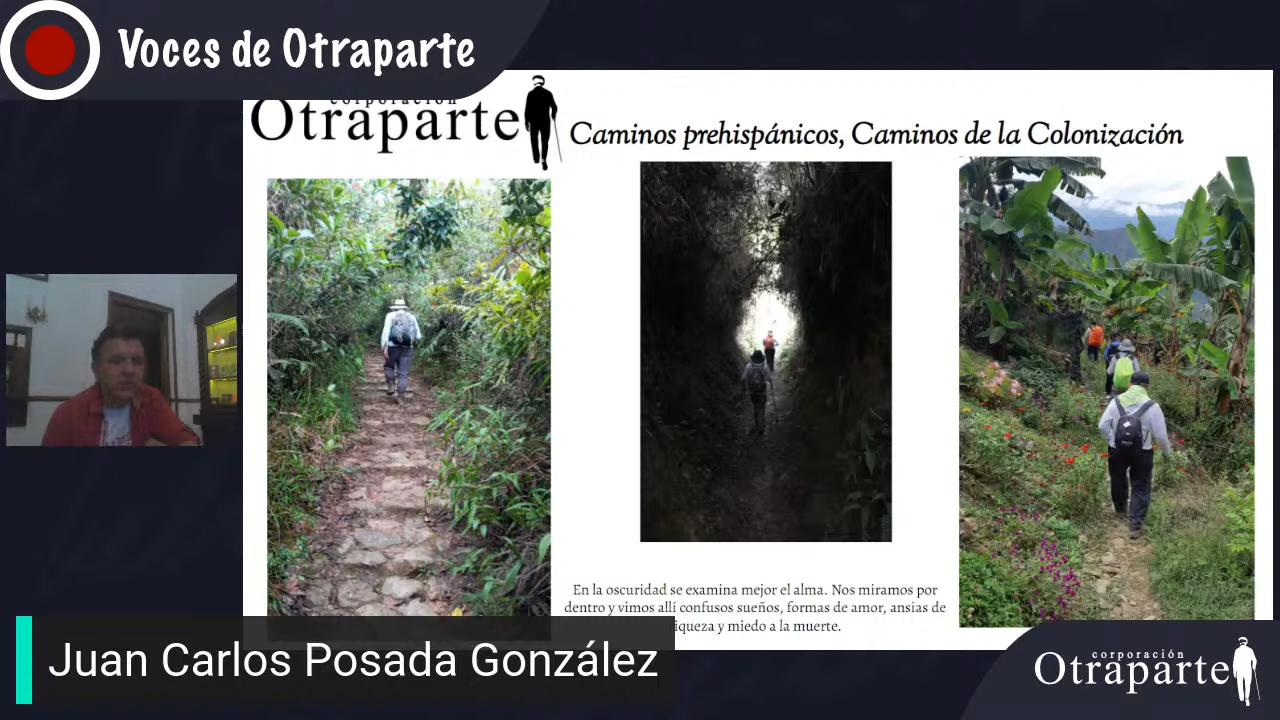 Voces de Otraparte
corporación
Otraparte
Caminos prehispánicos, Caminos de la Colonización
En la oscuridad se examina mejor el alma. Nos miramos por
dentro y vimos allí confusos sueños, formas de amor, ansias de
iqueza y miedo a la muerte.
Juan Carlos Posada González
corporación
Otraparte